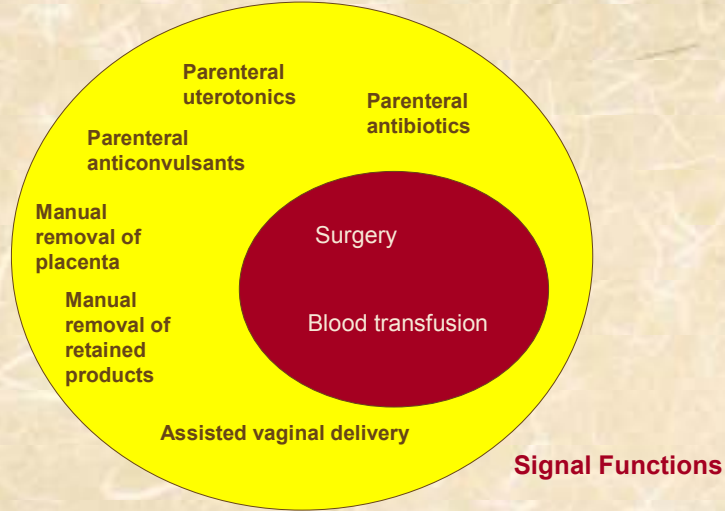 Parenteral
uterotonics
Parenteral
antibiotics
Parenteral
anticonvulsants
Manual
removal of
placenta
Surgery
Manual
removal of
retained
products
Blood transfusion
Assisted vaginal delivery
Signal Functions